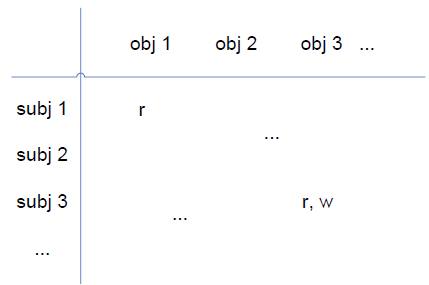 obj 1 obj 2 obj 3 ...
subj 1 r
...
subj 2
subj 3 r, w
...
...